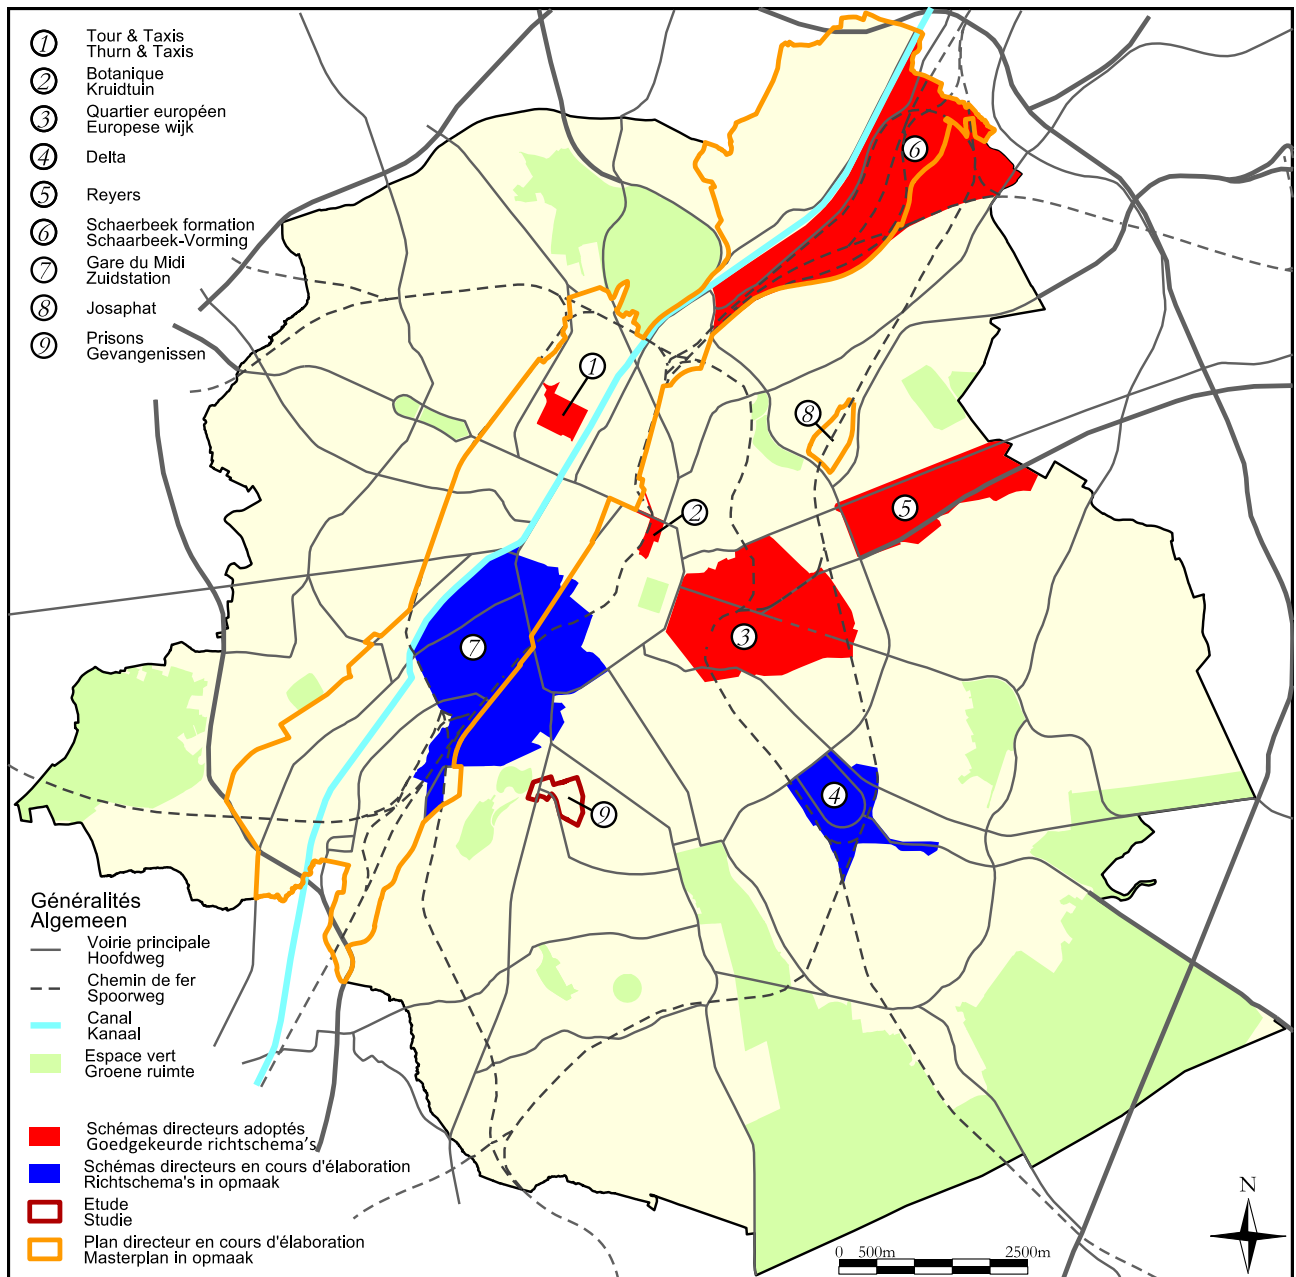 1
Tour & Taxis
Thurn & Taxis
2
Botanique
Kruidtuin
3
Quartier européen
Europese wijk
4
Delta
5
Reyers
6
Schaerbeek formation
Schaarbeek-Vorming
7
Gare du Midi
Zuidstation
8
Josaphat
9
Prisons
Gevangenissen
6
1
8
5
2
3
7
4
9
Généralités
Algemeen
Voirie principale
Hoofdweg
Chemin de fer
Spoorweg
Canal
Kanaal
Espace vert
Groene ruimte
Schémas directeurs adoptés
Goedgekeurde richtschema's
Schémas directeurs en cours d'élaboration
Richtschema's in opmaak
Etude
Studie
Plan directeur en cours d'élaboration
Masterplan in opmaak
N
0 500m 2500m